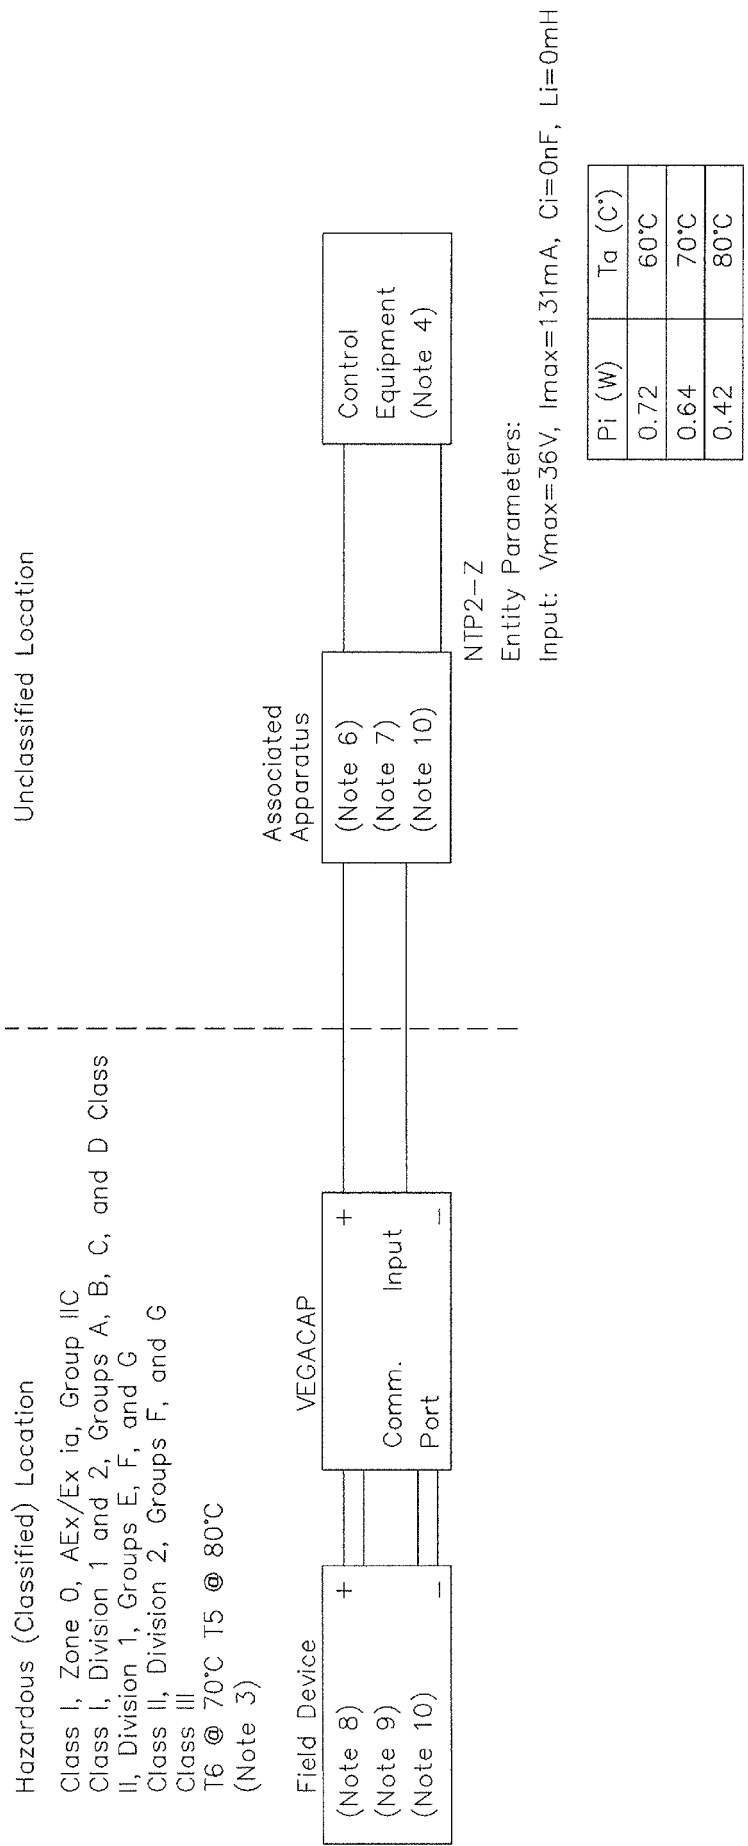 Hazardous (Classified) Location
Class I, Zone 0, AEx/Ex ia, Group IIC
Class I, Division 1 and 2, Groups A, B, C, and D Class
II, Division 1, Groups E, F, and G
Class II, Division 2, Groups F, and G
Class III
T6 @ 70°C T5 @ 80°C
(Note 3)
Unclassified Location
Field Device
(Note 8)
(Note 9)
(Note 10)
+
−
VEGACAP
Comm.
Port
Input
+
−
Associated
Apparatus
(Note 6)
(Note 7)
(Note 10)
Control
Equipment
(Note 4)
NTP2-Z
Entity Parameters:
Input: Vmax=36V, Imax=131mA, Ci=0nF, Li=0mH
Pi (W) Ta (C°)
0.72 60°C
0.64 70°C
0.42 80°C